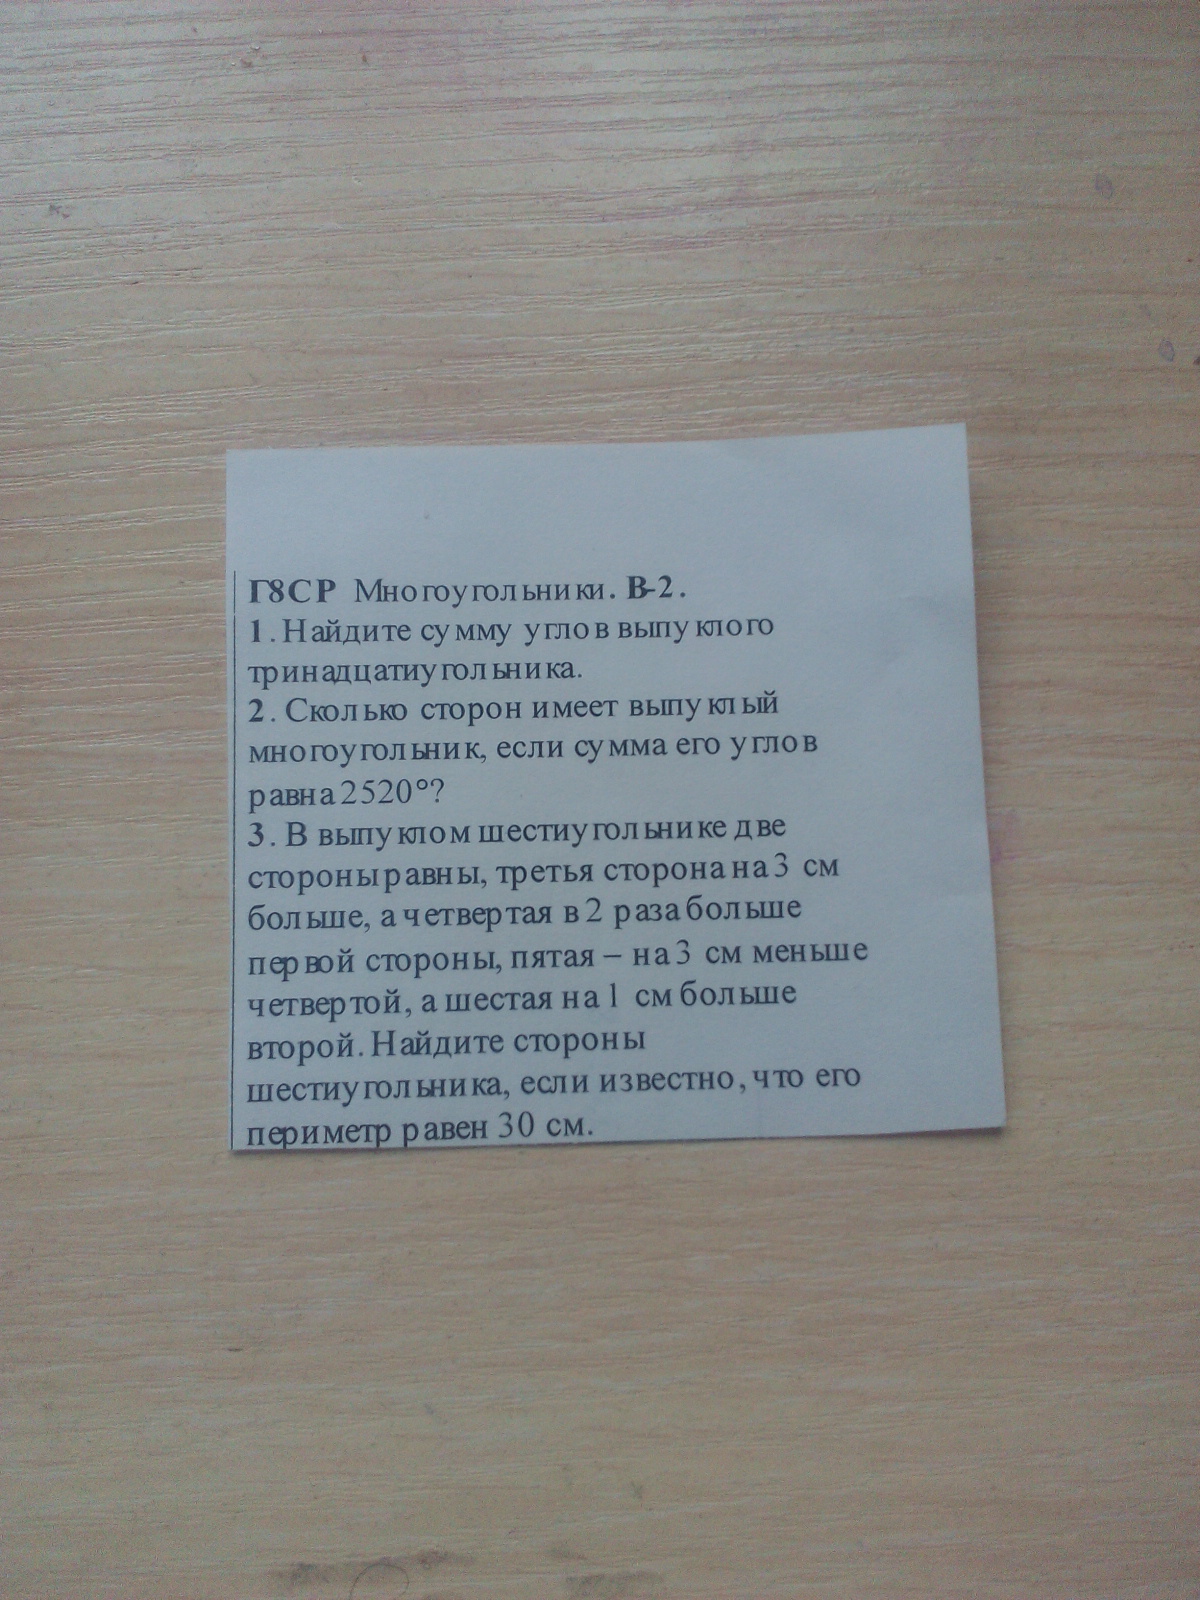 Г8СР Многоугольники. В-2.
1. Найдите сумму углов выпуклого
тринадцатиугольника.
2. Сколько сторон имеет выпуклый
многоугольник, если сумма его углов
равна 2520°?
3. В выпуклом шестиугольнике две
стороны равны, третья сторона на 3 см
больше, а четвертая в 2 раза больше
первой стороны, пятая – на 3 см меньше
четвертой, а шестая на 1 см больше
второй. Найдите стороны
шестиугольника, если известно, что его
периметр равен 30 см.